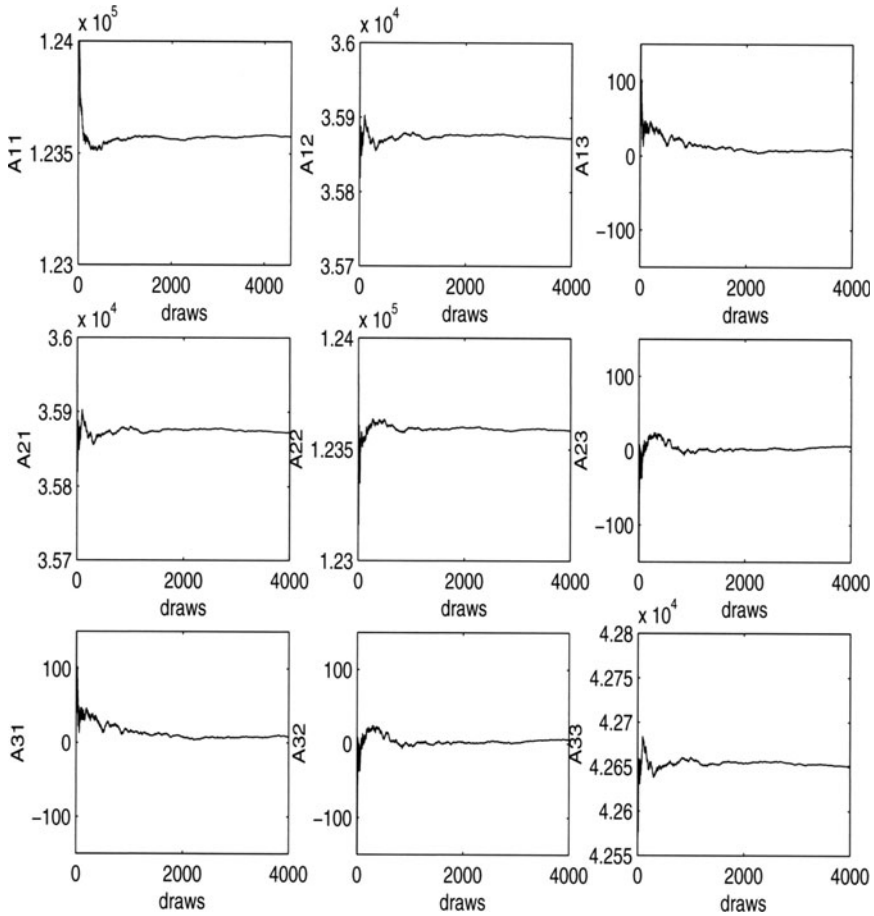 x 10^5
1.24
1.235
1.23
A11
0
2000
4000
draws
x 10^4
3.6
3.59
3.58
3.57
A12
0
2000
4000
draws
100
0
−100
A13
0
2000
4000
draws
x 10^4
3.6
3.59
3.58
3.57
A21
0
2000
4000
draws
x 10^5
1.24
1.235
1.23
A22
0
2000
4000
draws
100
0
−100
A23
0
2000
4000
draws
100
0
−100
A31
0
2000
4000
draws
100
0
−100
A32
0
2000
4000
draws
x 10^4
4.28
4.275
4.27
4.265
4.26
4.255
A33
0
2000
4000
draws